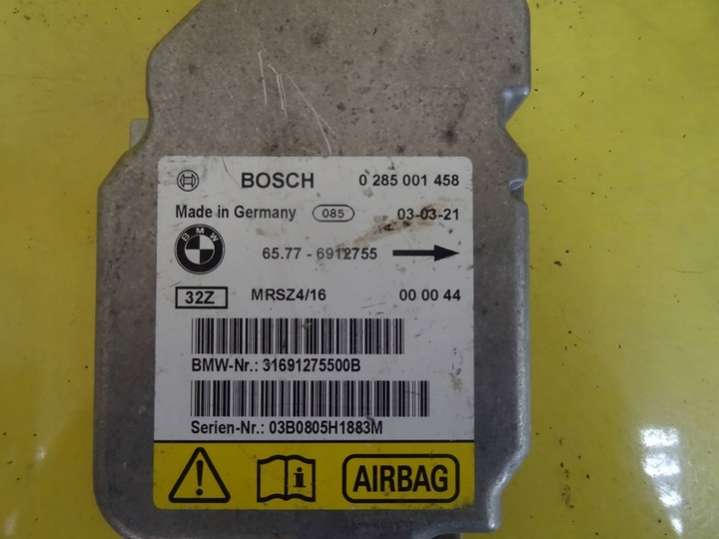 BOSCH 0 285 001 458
Made in Germany 085 03-03-21
BMW 65.77 - 6912755
32Z MRSZ4/16 00 00 44
BMW-Nr.: 31691275500B
Serien-Nr.: 03B0805H1883M
AIRBAG